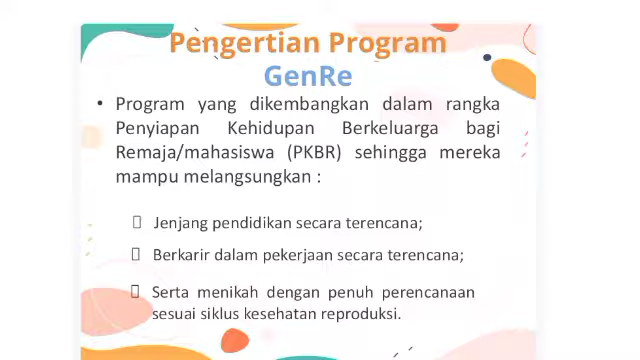 Pengertian Program
GenRe
• Program yang dikembangkan dalam rangka
Penyiapan Kehidupan Berkeluarga bagi
Remaja/mahasiswa (PKBR) sehingga mereka
mampu melangsungkan :
Jenjang pendidikan secara terencana;
Berkarir dalam pekerjaan secara terencana;
Serta menikah dengan penuh perencanaan
sesuai siklus kesehatan reproduksi.